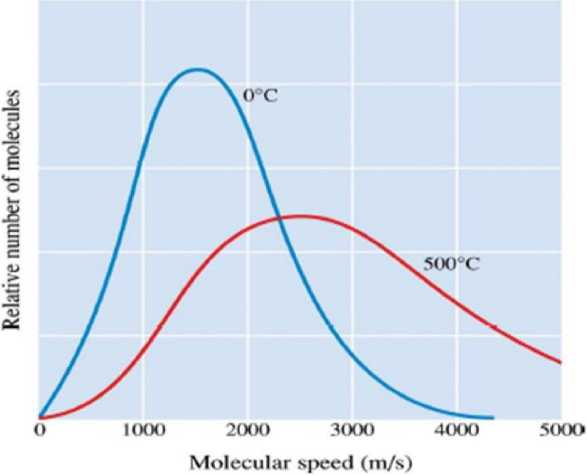 Relative number of molecules
0°C
500°C
0 1000 2000 3000 4000 5000
Molecular speed (m/s)